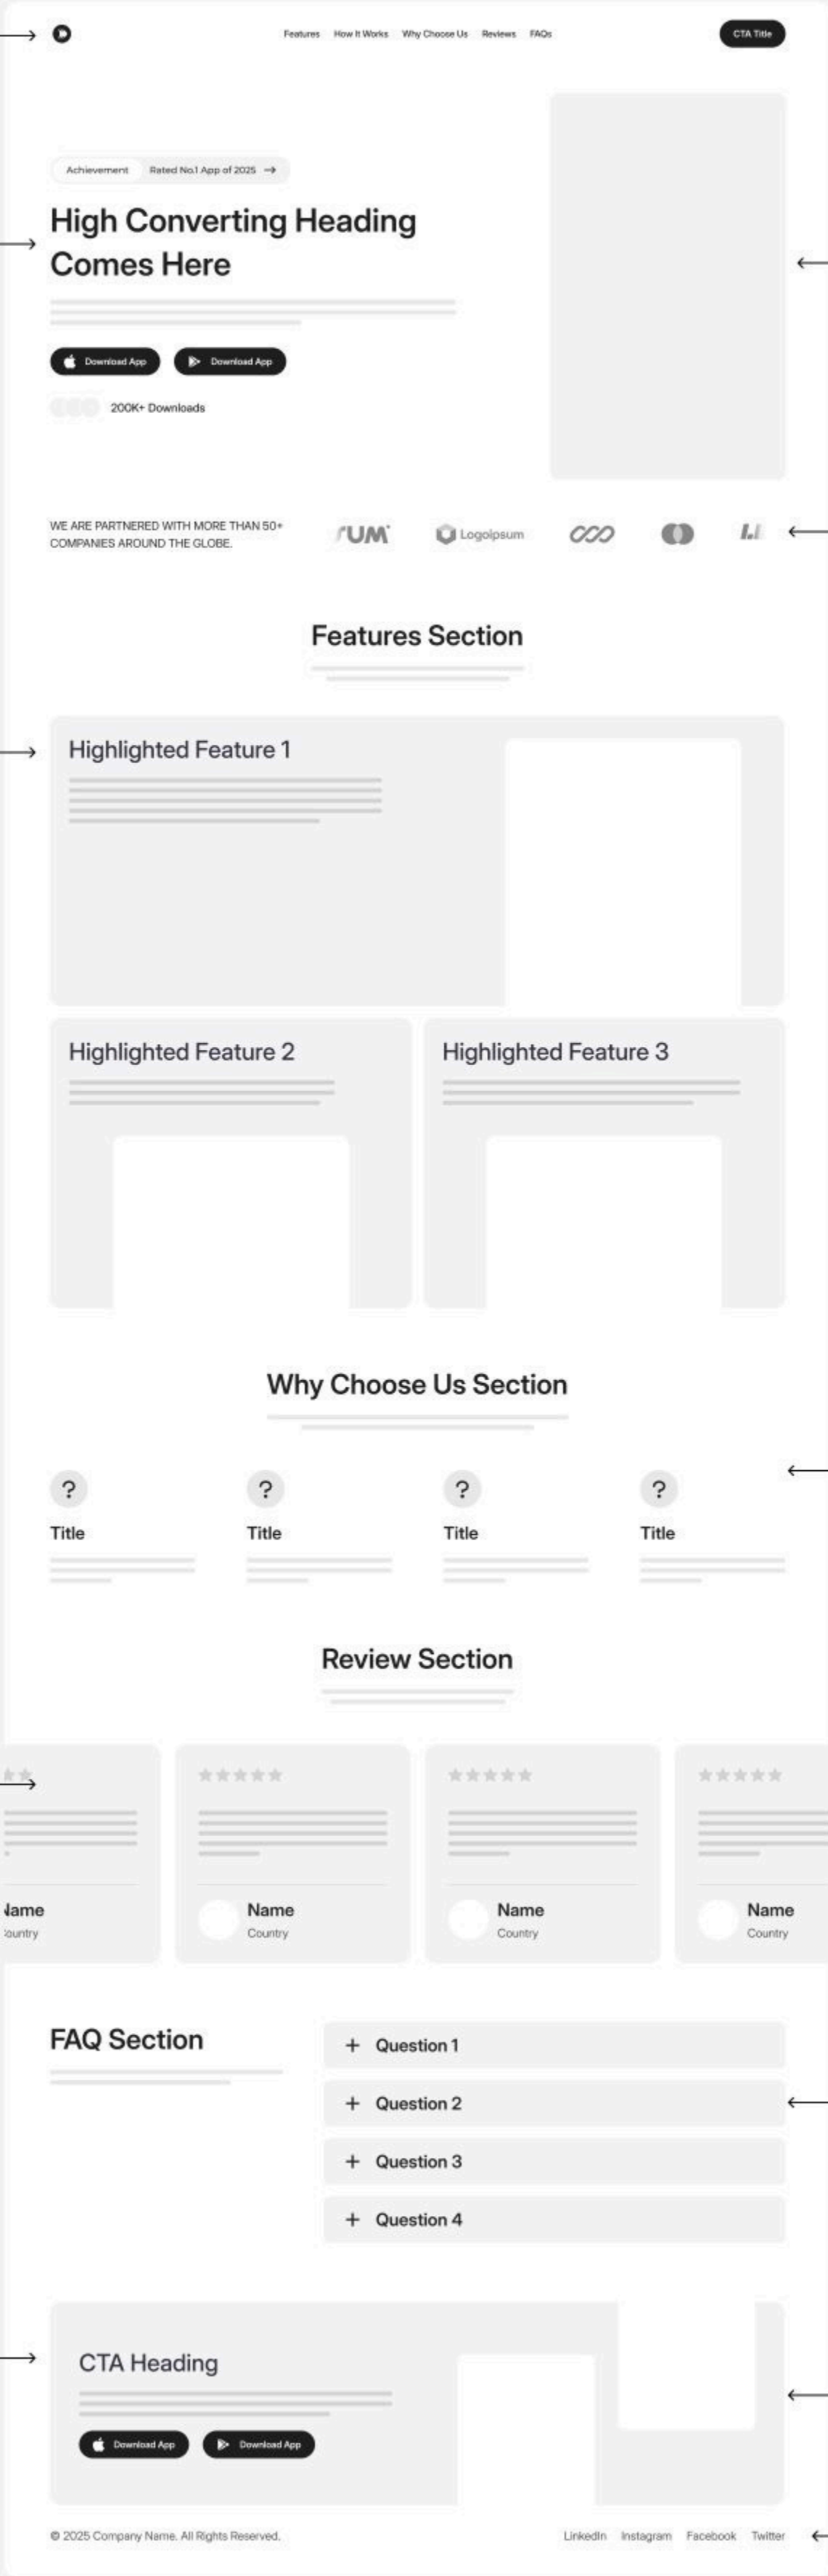 Features How It Works Why Choose Us Reviews FAQs CTA Title
Achievement Rated No.1 App of 2025
High Converting Heading
Comes Here
Download App Download App
200K+ Downloads
WE ARE PARTNERED WITH MORE THAN 50+
COMPANIES AROUND THE GLOBE.
UM Logoipsum
Features Section
Highlighted Feature 1
Highlighted Feature 2 Highlighted Feature 3
Why Choose Us Section
? ? ? ?
Title Title Title Title
Review Section
Name Name Name Name
Country Country Country Country
FAQ Section
Question 1
Question 2
Question 3
Question 4
CTA Heading
Download App Download App
© 2025 Company Name. All Rights Reserved. LinkedIn Instagram Facebook Twitter